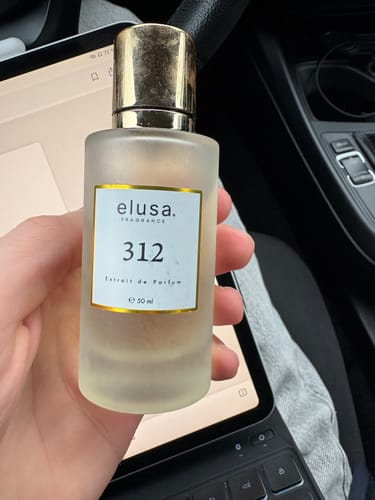 elusa.
FRAGRANCE
312
Extrait de Parfum
℮ 50 ml